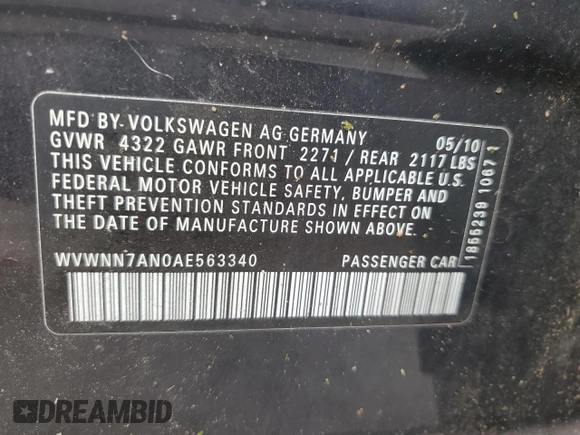 MFD BY.VOLKSWAGEN AG GERMANY 05/10
GVWR 4322 GAWR FRONT 2271 / REAR 2117 LBS
THIS VEHICLE CONFORMS TO ALL APPLICABLE U.S.
FEDERAL MOTOR VEHICLE SAFETY, BUMPER AND
THEFT PREVENTION STANDARDS IN EFFECT ON
THE DATE OF MANUFACTURE SHOWN ABOVE.
WVWNN7AN0AE563340 PASSENGER CAR
1866239 10671
DREAMBID